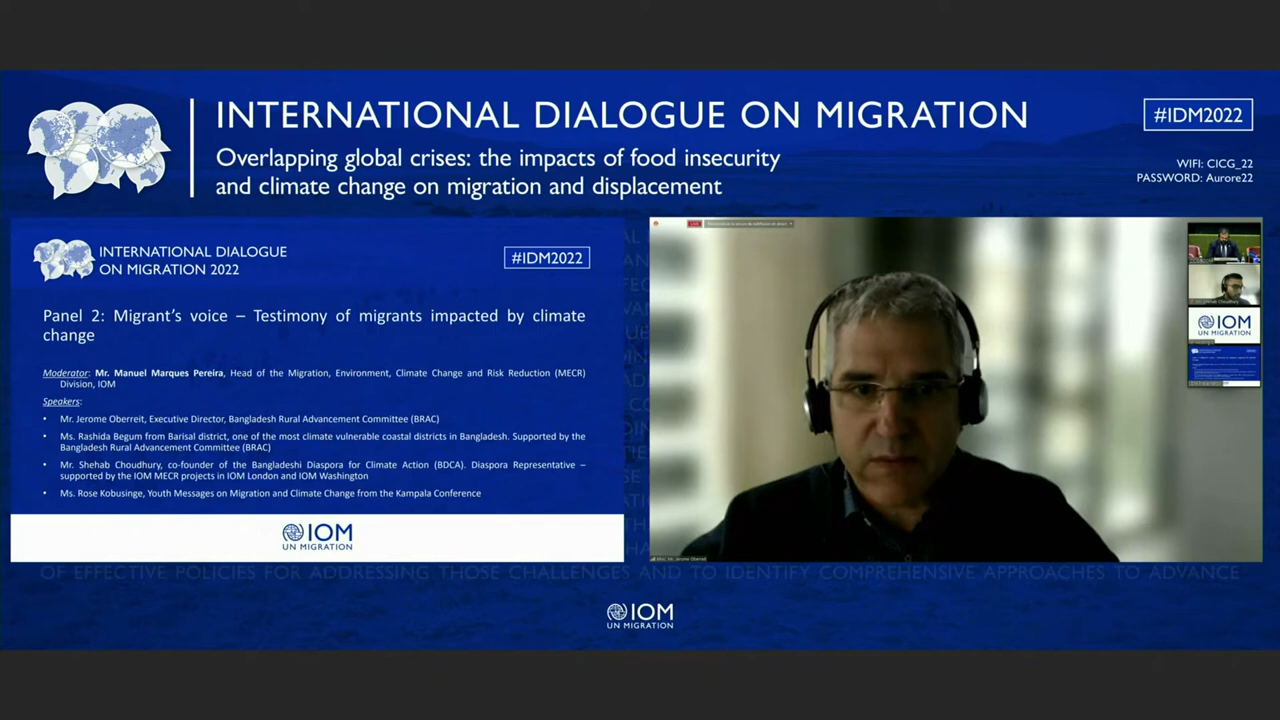 INTERNATIONAL DIALOGUE ON MIGRATION
Overlapping global crises: the impacts of food insecurity
and climate change on migration and displacement
#IDM2022
WIFI: CICG_22
PASSWORD: Aurore22
INTERNATIONAL DIALOGUE
ON MIGRATION 2022
#IDM2022
Panel 2: Migrant's voice – Testimony of migrants impacted by climate
change
Moderator: Mr. Manuel Marques Pereira, Head of the Migration, Environment, Climate Change and Risk Reduction (MECR)
Division, IOM
Speakers:
• Mr. Jerome Oberreit, Executive Director, Bangladesh Rural Advancement Committee (BRAC)
• Ms. Rashida Begum from Barisal district, one of the most climate vulnerable coastal districts in Bangladesh. Supported by the
Bangladesh Rural Advancement Committee (BRAC)
• Mr. Shehab Choudhury, co-founder of the Bangladeshi Diaspora for Climate Action (BDCA). Diaspora Representative –
supported by the IOM MECR projects in IOM London and IOM Washington
• Ms. Rose Kobusinge, Youth Messages on Migration and Climate Change from the Kampala Conference
IOM
UN MIGRATION
IOM
UN MIGRATION
Mr. Jerome Oberreit
OF EFFECTIVE POLICIES FOR ADDRESSING THOSE CHALLENGES AND TO IDENTIFY COMPREHENSIVE APPROACHES TO ADVANCE
IOM
UN MIGRATION